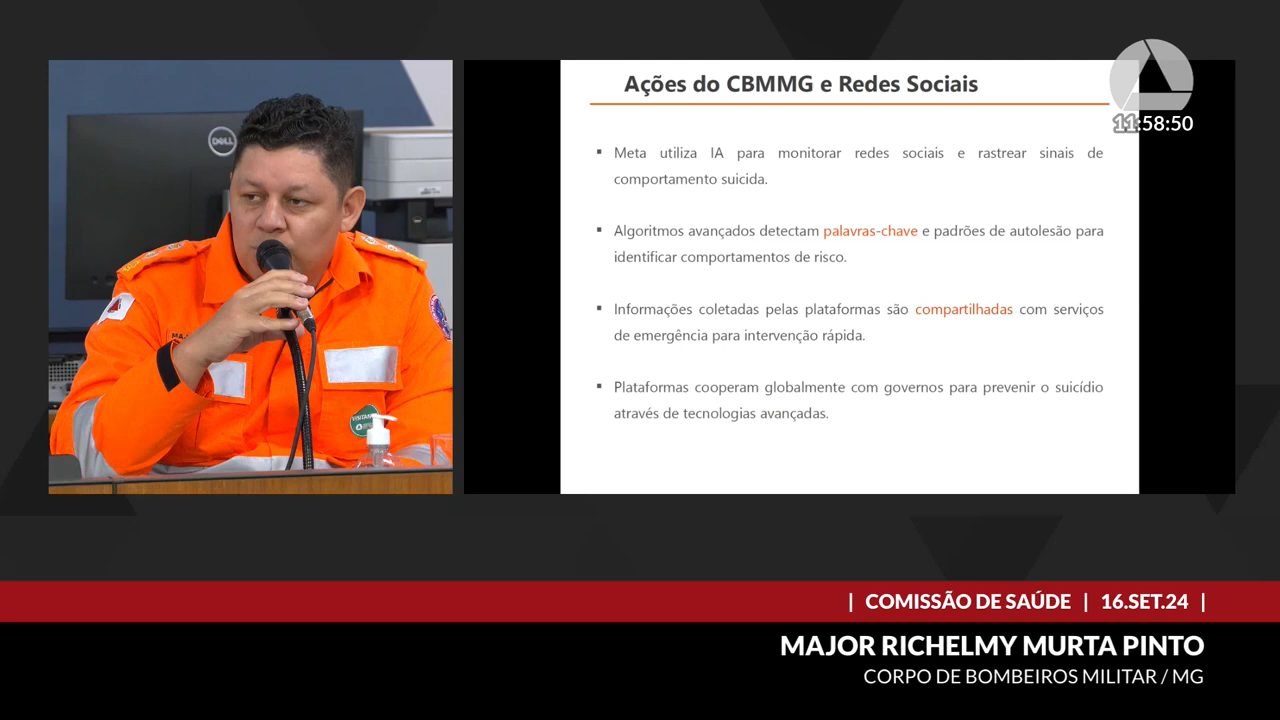 Ações do CBMMG e Redes Sociais
11:58:50
DELL
▪ Meta utiliza IA para monitorar redes sociais e rastrear sinais de
comportamento suicida.
▪ Algoritmos avançados detectam palavras-chave e padrões de autolesão para
identificar comportamentos de risco.
▪ Informações coletadas pelas plataformas são compartilhadas com serviços
de emergência para intervenção rápida.
▪ Plataformas cooperam globalmente com governos para prevenir o suicídio
através de tecnologias avançadas.
| COMISSÃO DE SAÚDE | 16.SET.24 |
MAJOR RICHELMY MURTA PINTO
CORPO DE BOMBEIROS MILITAR / MG